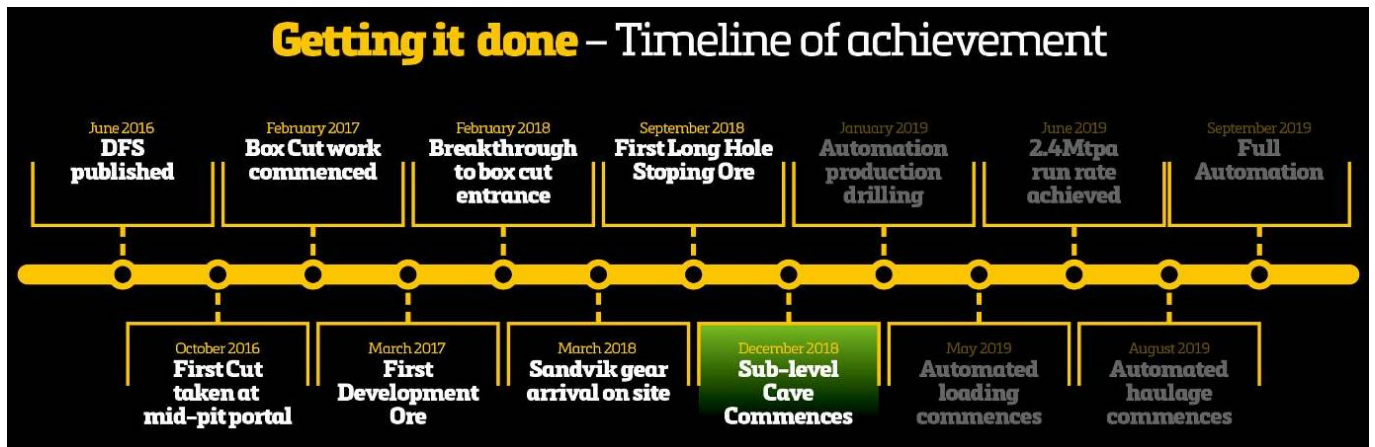 Getting it done – Timeline of achievement
June 2016
DFS
published
February 2017
Box Cut work
commenced
February 2018
Breakthrough
to box cut
entrance
September 2018
First Long Hole
Stoping Ore
January 2019
Automation
production
drilling
June 2019
2.4Mtpa
run rate
achieved
September 2019
Full
Automation
October 2016
First Cut
taken at
mid-pit portal
March 2017
First
Development
Ore
March 2018
Sandvik gear
arrival on site
December 2018
Sub-level
Cave
Commences
May 2019
Automated
loading
commences
August 2019
Automated
haulage
commences